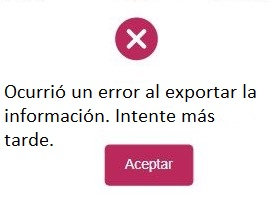 Ocurrió un error al exportar la
información. Intente más
tarde.
Aceptar